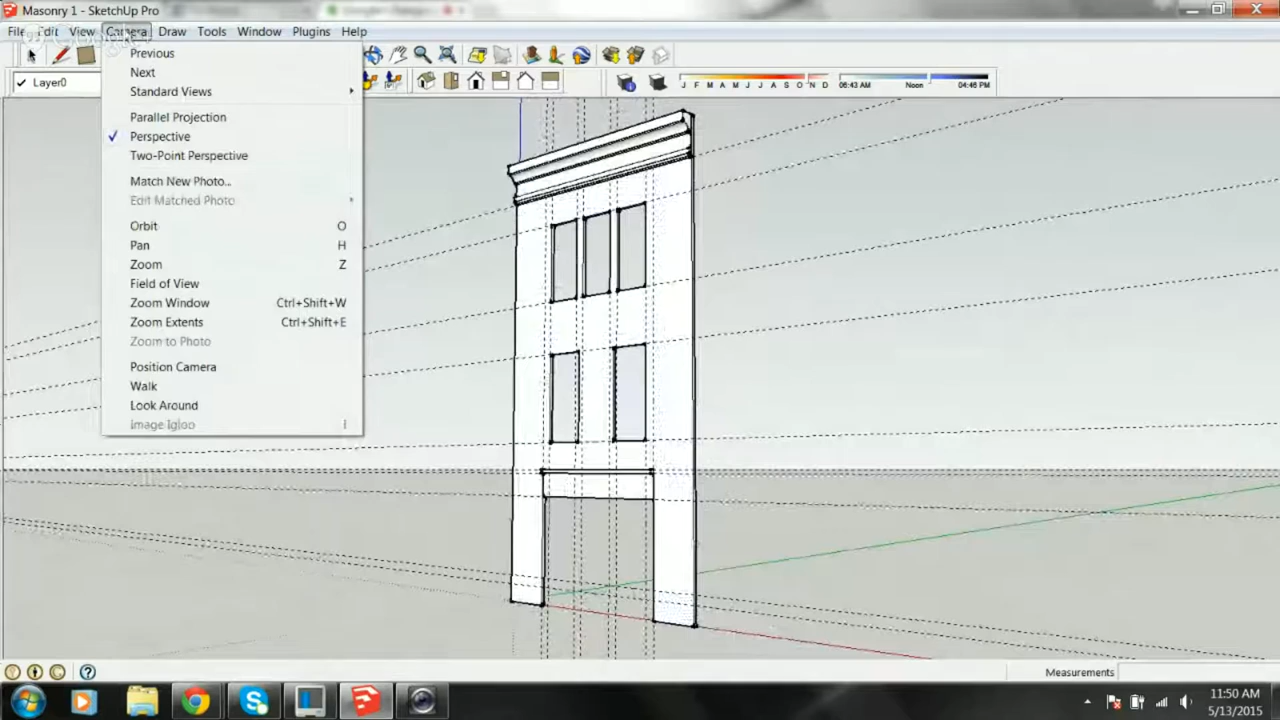 Masonry 1 - SketchUp Pro
File Edit View Camera Draw Tools Window Plugins Help
Layer0
Previous
Next
Standard Views
Parallel Projection
Perspective
Two-Point Perspective
Match New Photo...
Edit Matched Photo
Orbit O
Pan H
Zoom Z
Field of View
Zoom Window Ctrl+Shift+W
Zoom Extents Ctrl+Shift+E
Zoom to Photo
Position Camera
Walk
Look Around
Image Igloo I
J F M A M J J A S O N D
06:43 AM Noon 04:46 PM
Measurements
11:50 AM
5/13/2015